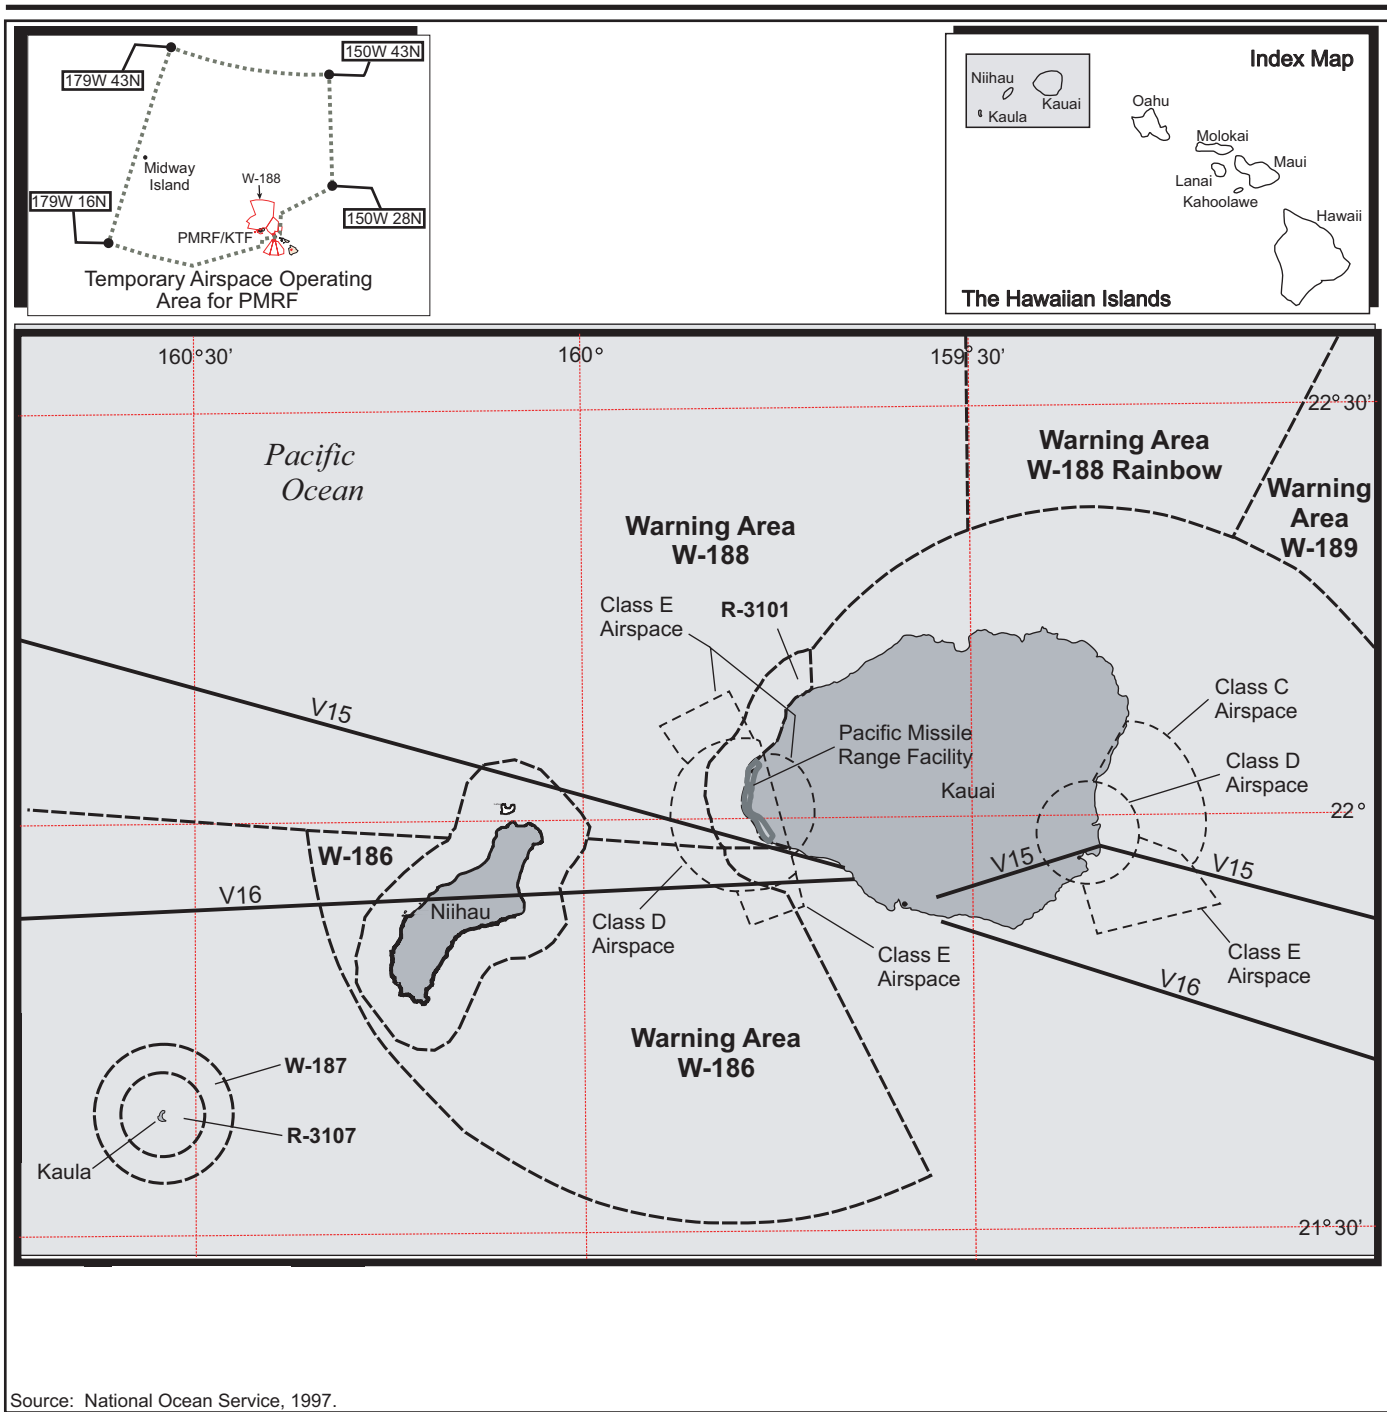 179W 43N
150W 43N
Midway
Island
W-188
179W 16N
150W 28N
PMRF/KTF
Temporary Airspace Operating
Area for PMRF
Index Map
Niihau
Kauai
Kaula
Oahu
Molokai
Maui
Lanai
Kahoolawe
Hawaii
The Hawaiian Islands
160° 30’
160°
159° 30’
22° 30’
Pacific
Ocean
Warning Area
W-188 Rainbow
Warning
Area
W-189
Warning Area
W-188
Class E
Airspace
R-3101
Class C
Airspace
V15
Pacific Missile
Range Facility
Class D
Airspace
Kauai
22°
W-186
V15
V15
V16
Niihau
Class D
Airspace
Class E
Airspace
Class E
Airspace
V16
Warning Area
W-186
W-187
R-3107
Kaula
21° 30’
Source: National Ocean Service, 1997.